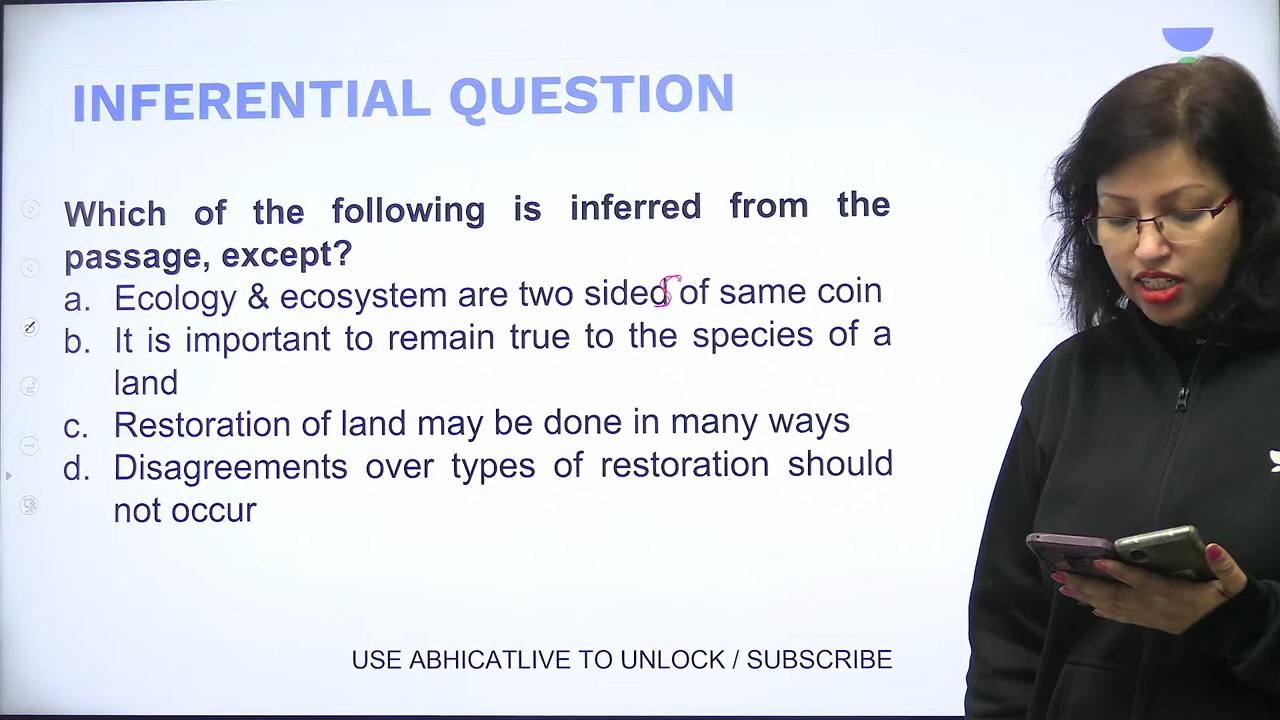 INFERENTIAL QUESTION
Which of the following is inferred from the
passage, except?
a. Ecology & ecosystem are two sides of same coin
b. It is important to remain true to the species of a
land
c. Restoration of land may be done in many ways
d. Disagreements over types of restoration should
not occur
USE ABHICATLIVE TO UNLOCK / SUBSCRIBE